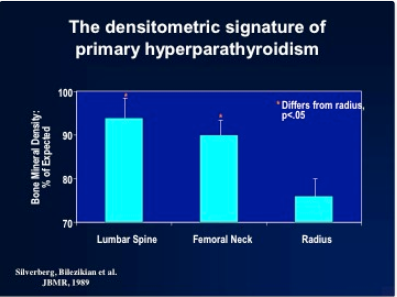 The densitometric signature of
primary hyperparathyroidism
Bone Mineral Density:
% of Expected
100
90
80
70
*
*
* Differs from radius,
p<.05
Lumbar Spine
Femoral Neck
Radius
Silverberg, Bilezikian et al.
JBMR, 1989